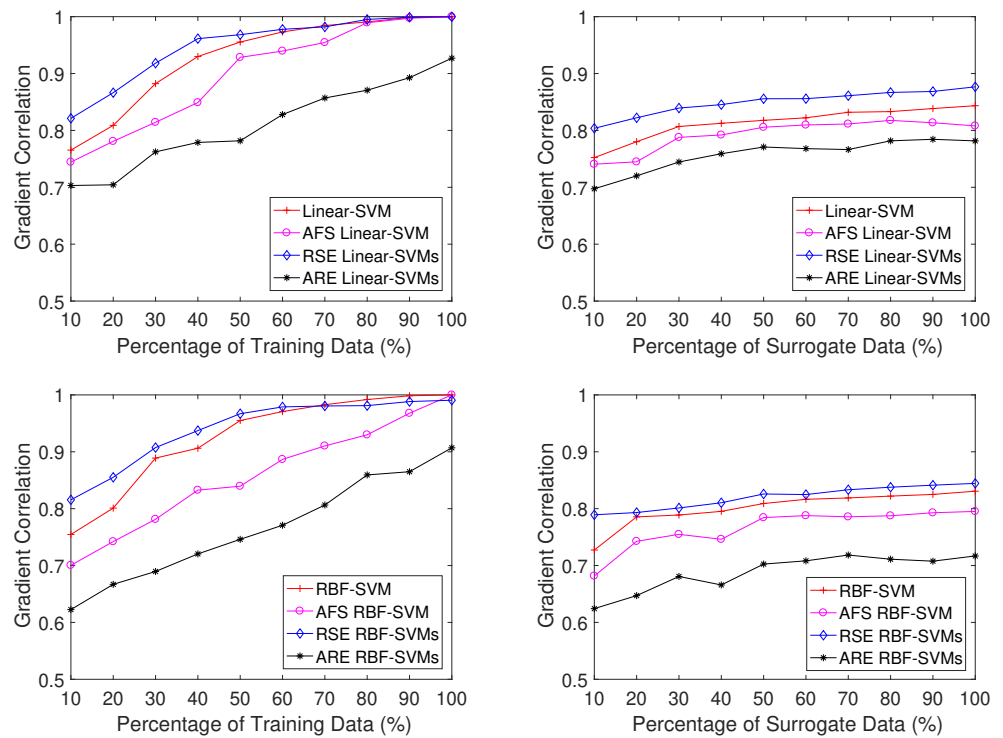 1
0.9
0.8
0.7
0.6
0.5
Gradient Correlation
Linear-SVM
AFS Linear-SVM
RSE Linear-SVMs
ARE Linear-SVMs
10 20 30 40 50 60 70 80 90 100
Percentage of Training Data (%)
1
0.9
0.8
0.7
0.6
0.5
Gradient Correlation
Linear-SVM
AFS Linear-SVM
RSE Linear-SVMs
ARE Linear-SVMs
10 20 30 40 50 60 70 80 90 100
Percentage of Surrogate Data (%)
1
0.9
0.8
0.7
0.6
0.5
Gradient Correlation
RBF-SVM
AFS RBF-SVM
RSE RBF-SVMs
ARE RBF-SVMs
10 20 30 40 50 60 70 80 90 100
Percentage of Training Data (%)
1
0.9
0.8
0.7
0.6
0.5
Gradient Correlation
RBF-SVM
AFS RBF-SVM
RSE RBF-SVMs
ARE RBF-SVMs
10 20 30 40 50 60 70 80 90 100
Percentage of Surrogate Data (%)